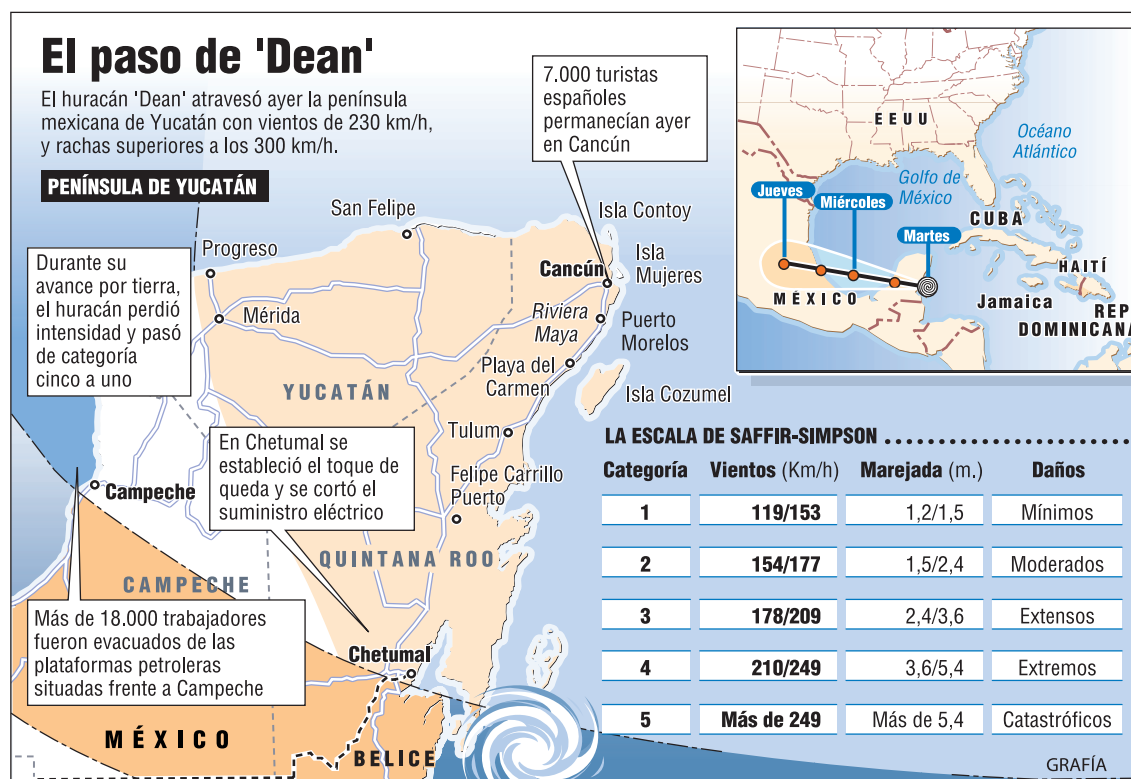 El paso de 'Dean'
El huracán 'Dean' atravesó ayer la península
mexicana de Yucatán con vientos de 230 km/h,
y rachas superiores a los 300 km/h.
PENÍNSULA DE YUCATÁN
7.000 turistas
españoles
permanecían ayer
en Cancún
San Felipe
Isla Contoy
Progreso
Isla
Mujeres
Cancún
Durante su
avance por tierra,
el huracán perdió
intensidad y pasó
de categoría
cinco a uno
Mérida
Riviera
Maya
Puerto
Morelos
YUCATÁN
Playa del
Carmen
Isla Cozumel
Tulum
En Chetumal se
estableció el toque de
queda y se cortó el
suministro eléctrico
Felipe Carrillo
Puerto
Campeche
QUINTANA ROO
CAMPECHE
Más de 18.000 trabajadores
fueron evacuados de las
plataformas petroleras
situadas frente a Campeche
Chetumal
MÉXICO
BELICE
EEUU
Océano
Atlántico
Golfo de
México
Jueves
Miércoles
Martes
CUBA
HAITÍ
MÉXICO
Jamaica
REP
DOMINICANA
LA ESCALA DE SAFFIR-SIMPSON
Categoría Vientos (Km/h) Marejada (m.) Daños
1 119/153 1,2/1,5 Mínimos
2 154/177 1,5/2,4 Moderados
3 178/209 2,4/3,6 Extensos
4 210/249 3,6/5,4 Extremos
5 Más de 249 Más de 5,4 Catastróficos
GRAFÍA